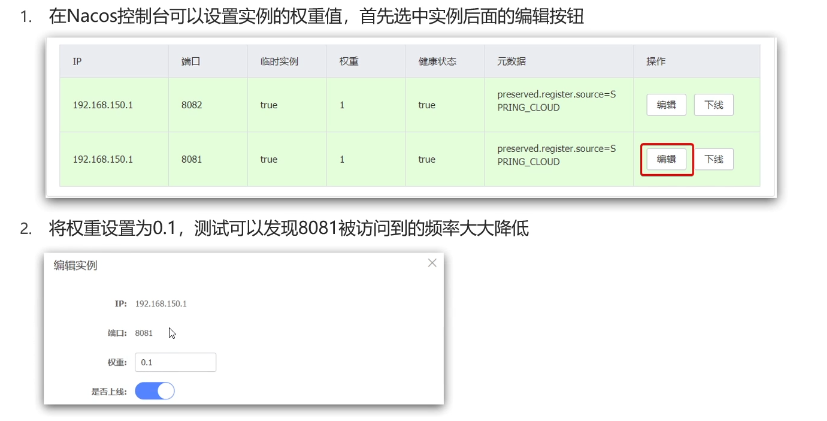 1. 在Nacos控制台可以设置实例的权重值，首先选中实例后面的编辑按钮
IP 端口 临时实例 权重 健康状态 元数据 操作
192.168.150.1 8082 true 1 true preserved.register.source=S
PRING_CLOUD 编辑 下线
192.168.150.1 8081 true 1 true preserved.register.source=S
PRING_CLOUD 编辑 下线
2. 将权重设置为0.1，测试可以发现8081被访问到的频率大大降低
编辑实例
IP: 192.168.150.1
端口: 8081
权重: 0.1
是否上线: